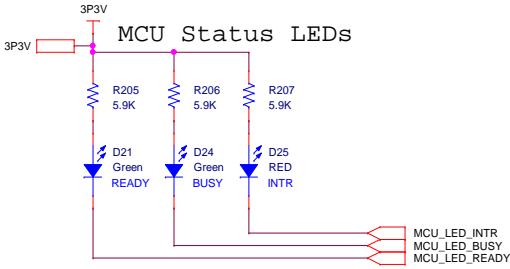 3P3V
MCU Status LEDs
3P3V
R205
5.9K
R206
5.9K
R207
5.9K
D21
Green
READY
D24
Green
BUSY
D25
RED
INTR
MCU_LED_INTR
MCU_LED_BUSY
MCU_LED_READY